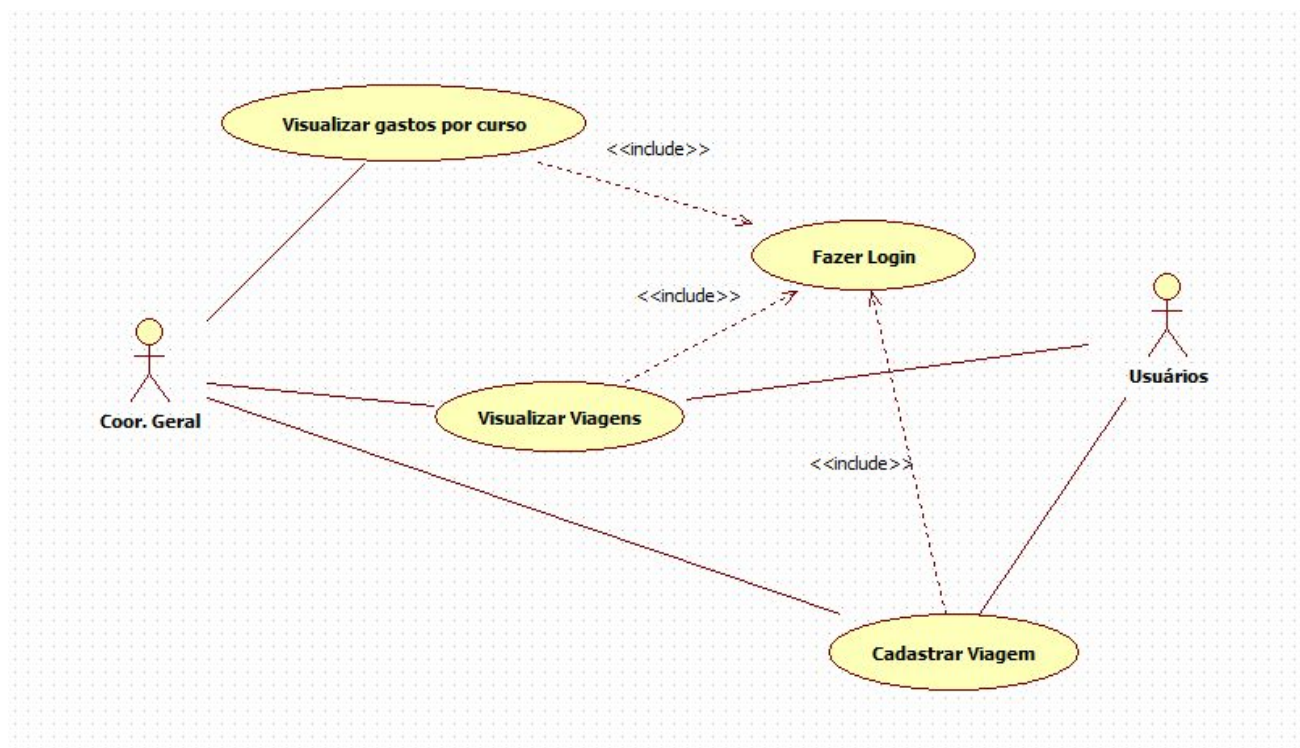 Visualizar gastos por curso
<<include>>
Fazer Login
<<include>>
Usuários
Coor. Geral
Visualizar Viagens
<<include>>
Cadastrar Viagem